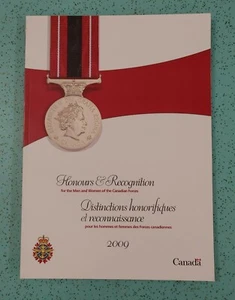 Honours & Recognition
for the Men and Women of the Canadian Forces
Distinctions honorifiques
et reconnaissance
pour les hommes et femmes des Forces canadiennes
2009
Canada